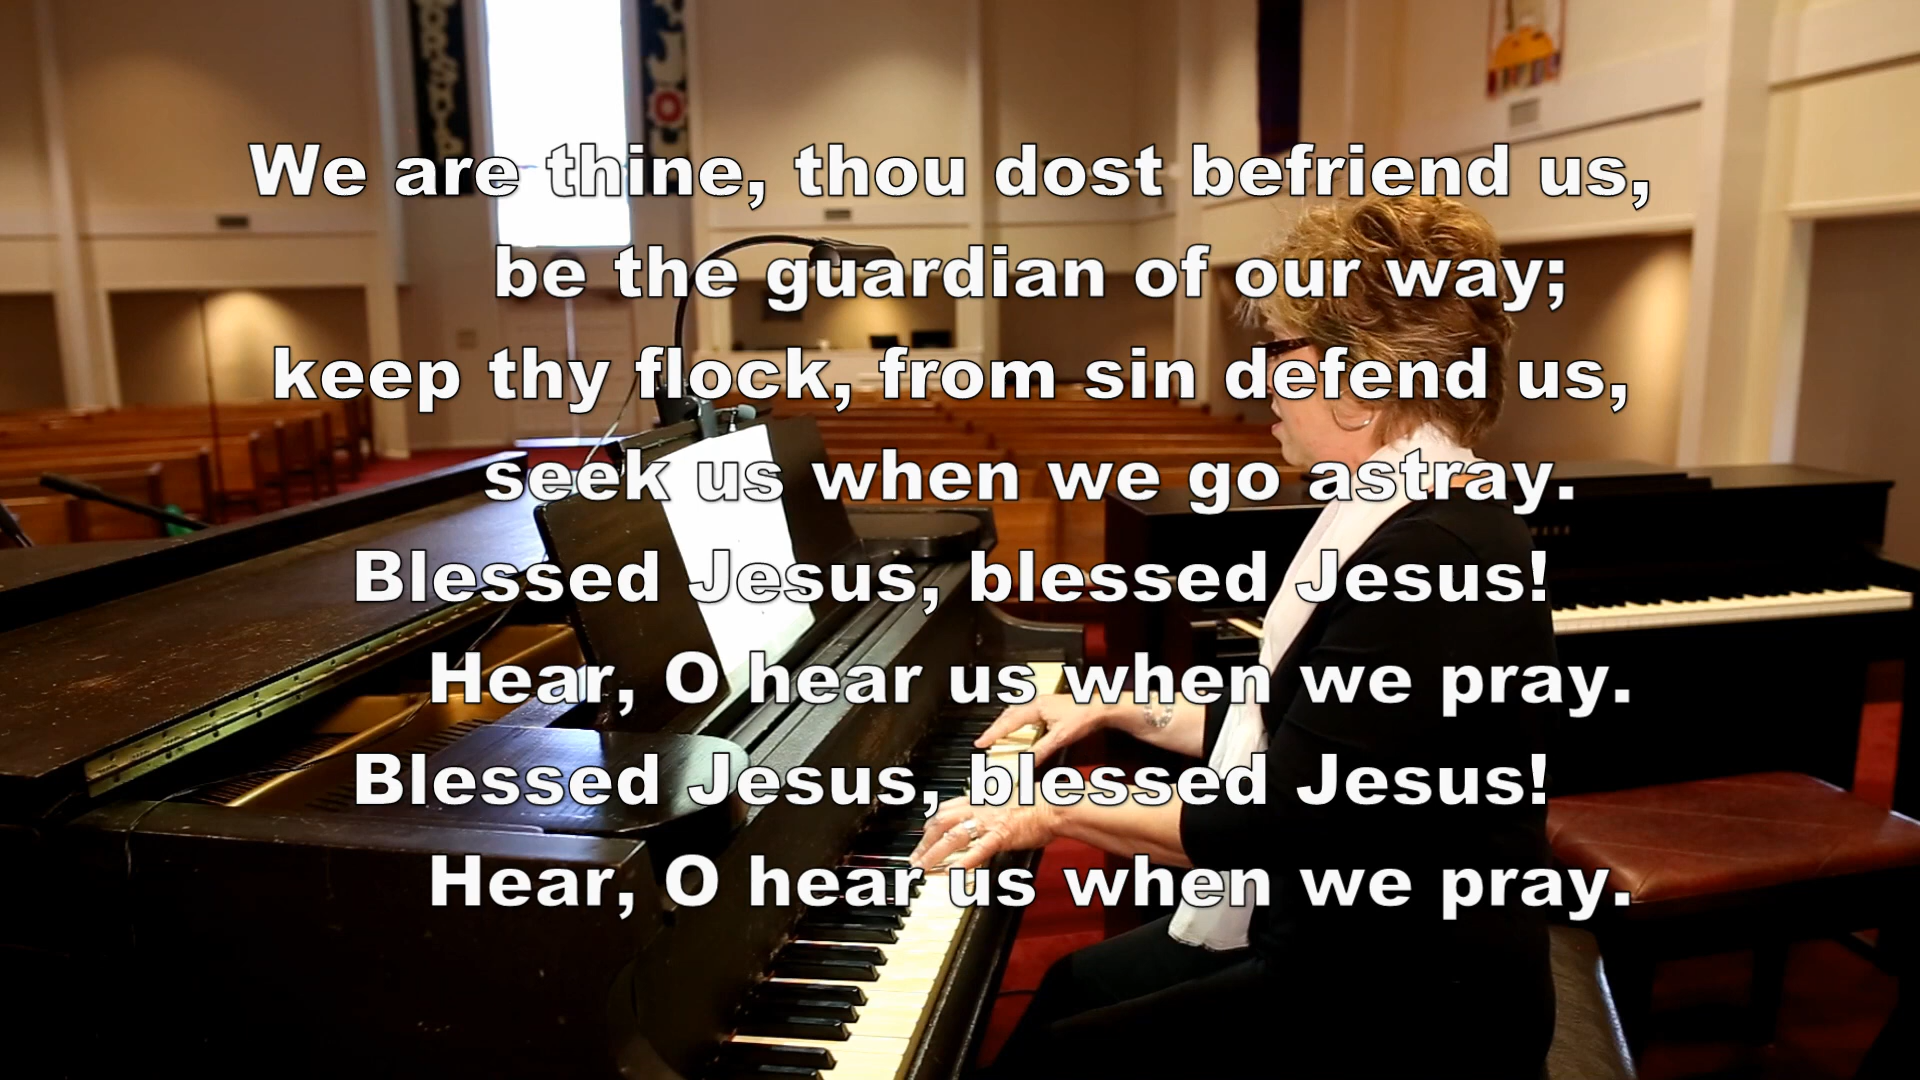 We are thine, thou dost befriend us,
be the guardian of our way;
keep thy flock, from sin defend us,
seek us when we go astray.
Blessed Jesus, blessed Jesus!
Hear, O hear us when we pray.
Blessed Jesus, blessed Jesus!
Hear, O hear us when we pray.